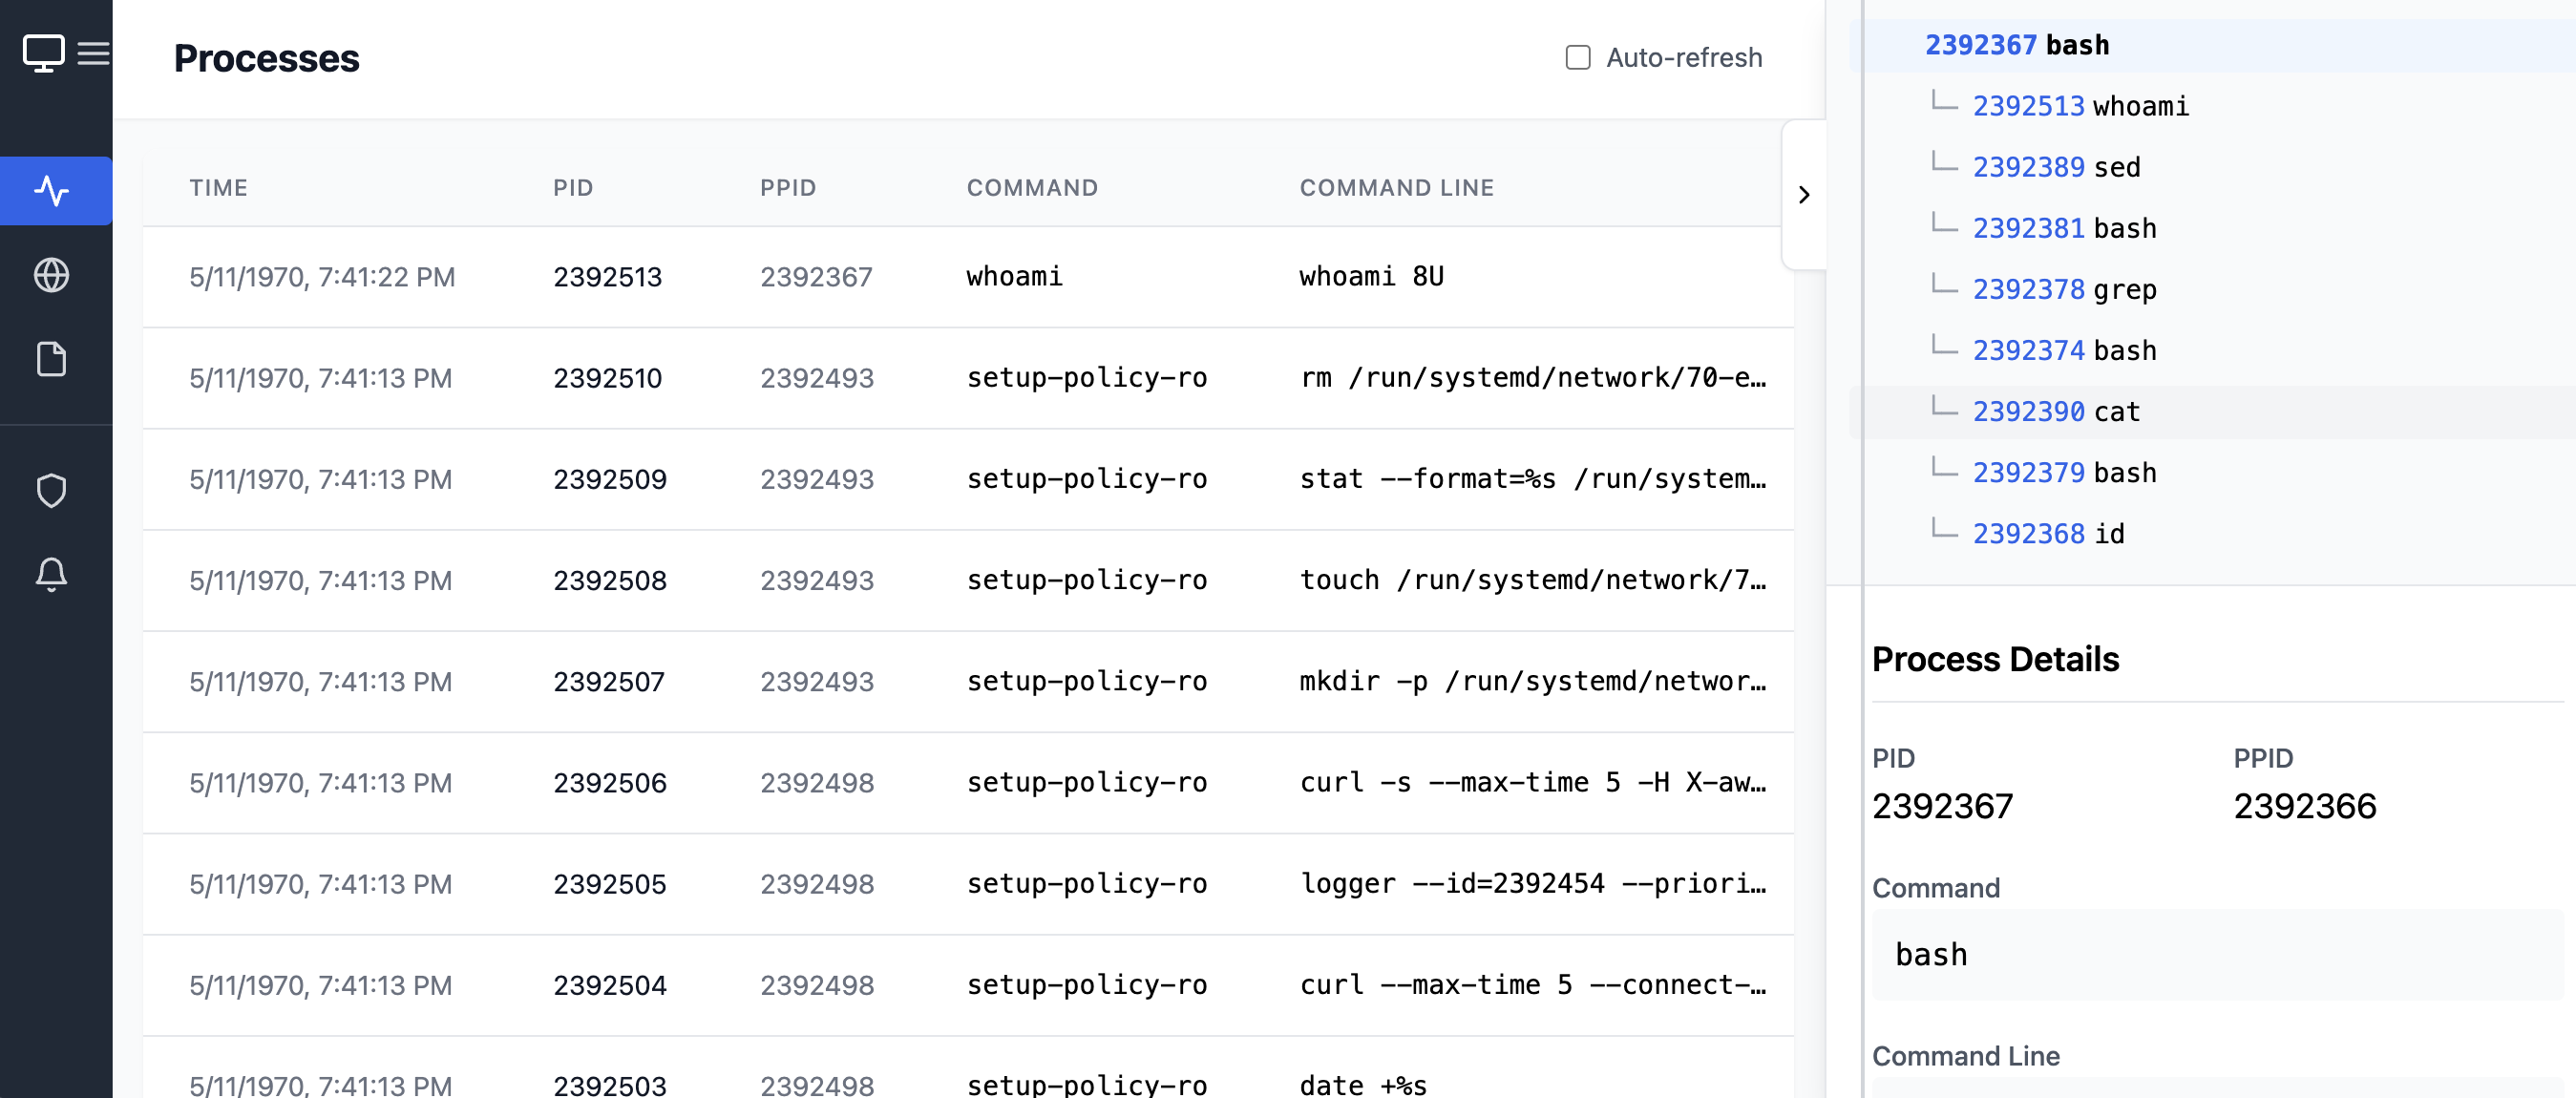 Processes
Auto-refresh
TIME PID PPID COMMAND COMMAND LINE
5/11/1970, 7:41:22 PM 2392513 2392367 whoami whoami 8U
5/11/1970, 7:41:13 PM 2392510 2392493 setup-policy-ro rm /run/systemd/network/70-e…
5/11/1970, 7:41:13 PM 2392509 2392493 setup-policy-ro stat --format=%s /run/system…
5/11/1970, 7:41:13 PM 2392508 2392493 setup-policy-ro touch /run/systemd/network/7…
5/11/1970, 7:41:13 PM 2392507 2392493 setup-policy-ro mkdir -p /run/systemd/networ…
5/11/1970, 7:41:13 PM 2392506 2392498 setup-policy-ro curl -s --max-time 5 -H X-aw…
5/11/1970, 7:41:13 PM 2392505 2392498 setup-policy-ro logger --id=2392454 --priori…
5/11/1970, 7:41:13 PM 2392504 2392498 setup-policy-ro curl --max-time 5 --connect-…
5/11/1970, 7:41:13 PM 2392503 2392498 setup-policy-ro date +%s
2392367 bash
2392513 whoami
2392389 sed
2392381 bash
2392378 grep
2392374 bash
2392390 cat
2392379 bash
2392368 id
Process Details
PID PPID
2392367 2392366
Command
bash
Command Line